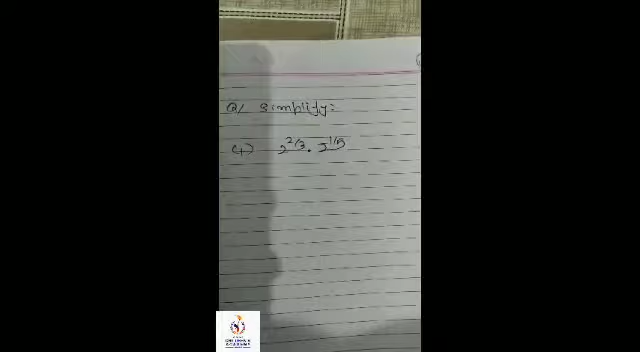 Q/ Simplify:
(i) 2^{2/3} . 2^{1/5}